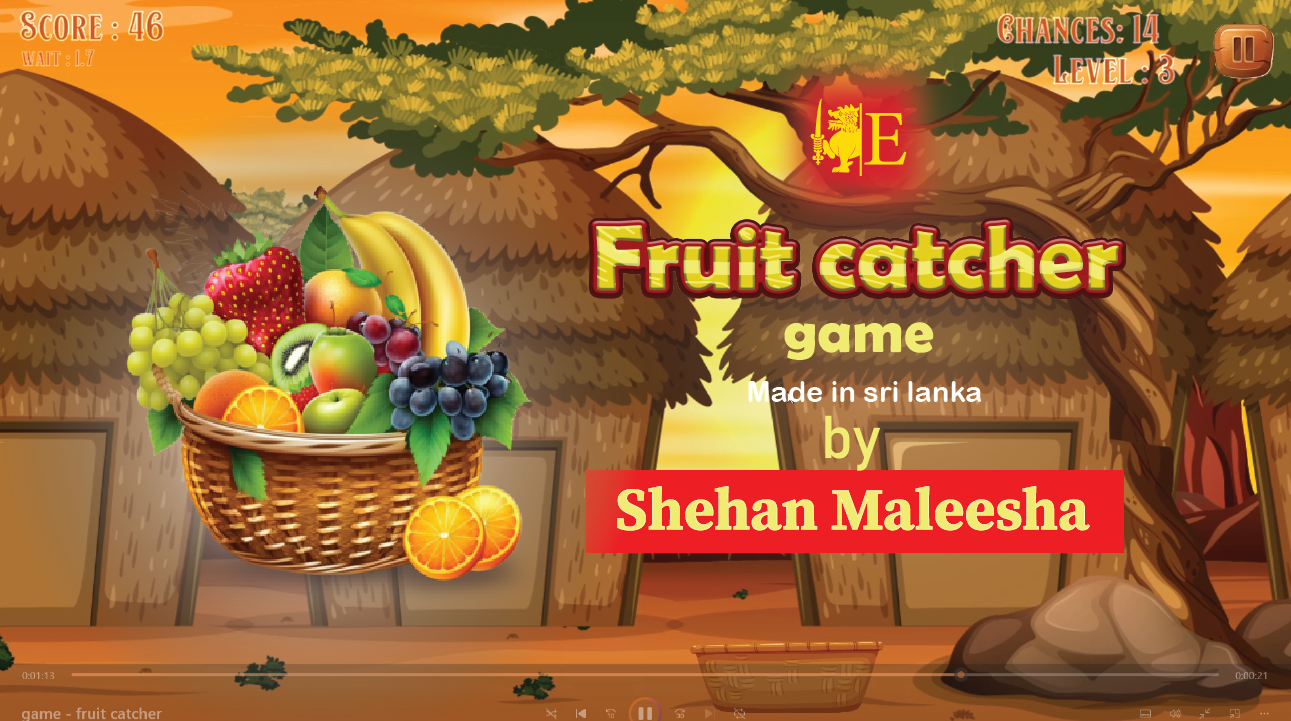 SCORE : 46
WAIT : 1.7
CHANCES: 14
LEVEL : 3
E
Fruit catcher
game
Made in sri lanka
by
Shehan Maleesha
0:01:13
0:00:21
game - fruit catcher